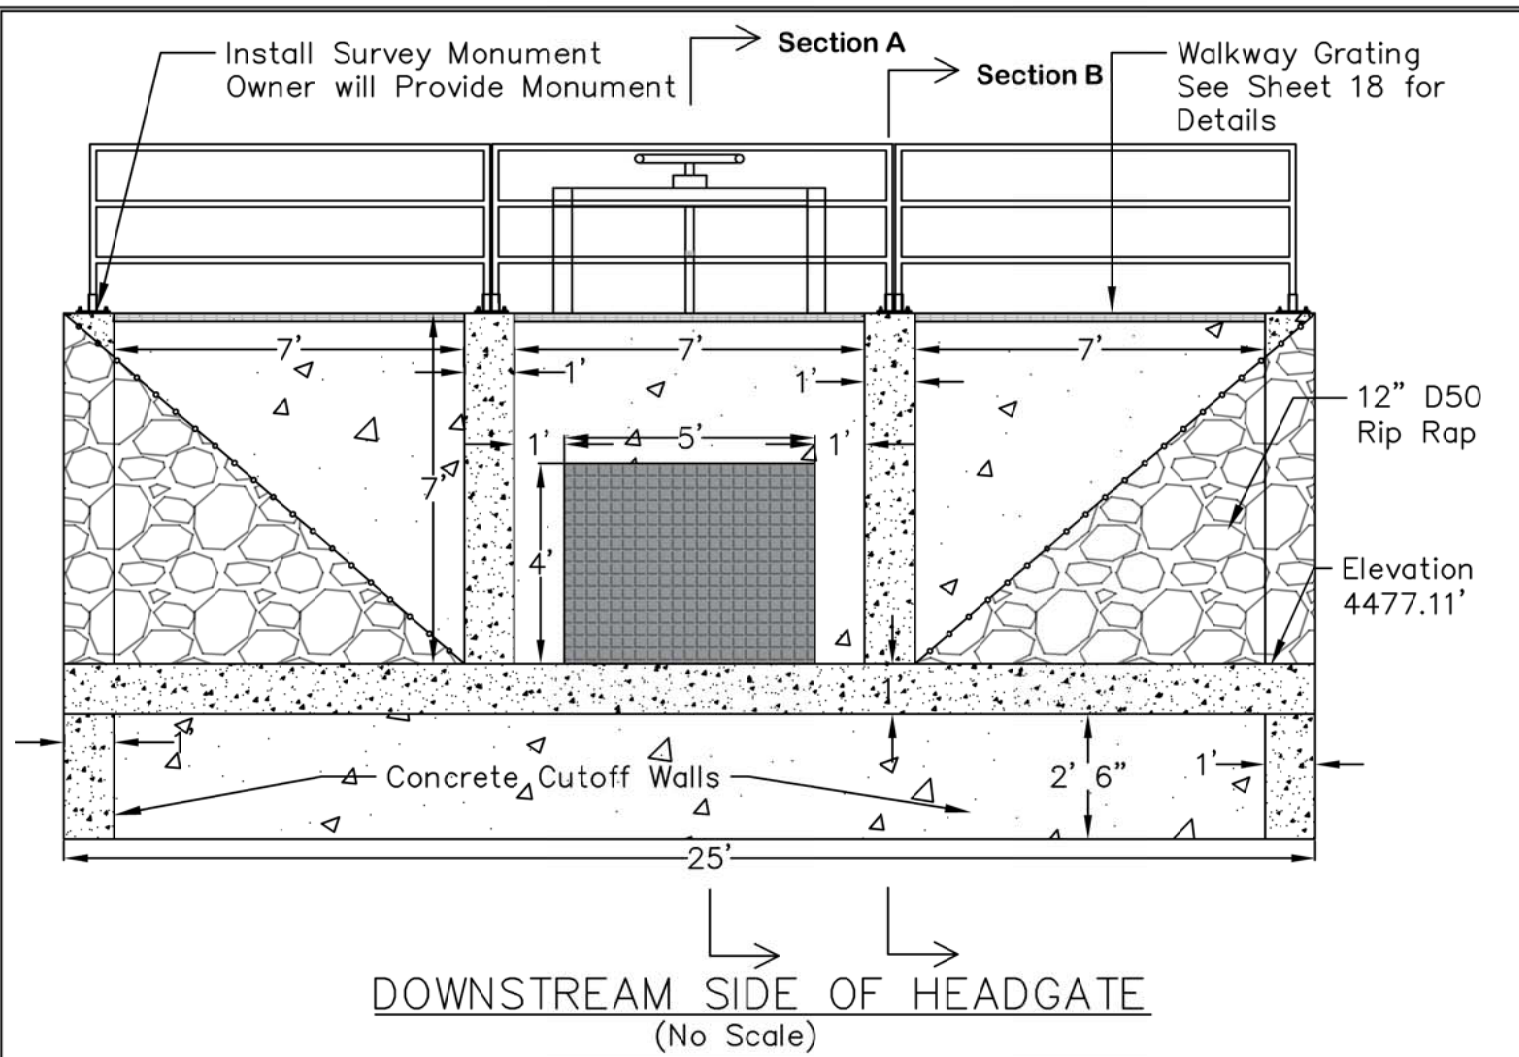 Install Survey Monument
Owner will Provide Monument
Section A
Section B
Walkway Grating
See Sheet 18 for
Details
7'
7'
7'
1'
1'
12” D50
Rip Rap
1'
5'
1'
7'
4'
Elevation
4477.11'
1'
1'
Concrete Cutoff Walls
2' 6”
1'
25'
DOWNSTREAM SIDE OF HEADGATE
(No Scale)